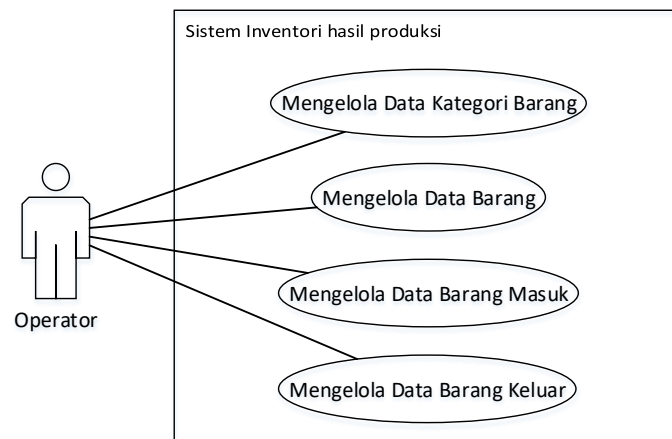 Sistem Inventori hasil produksi
Mengelola Data Kategori Barang
Mengelola Data Barang
Mengelola Data Barang Masuk
Operator
Mengelola Data Barang Keluar